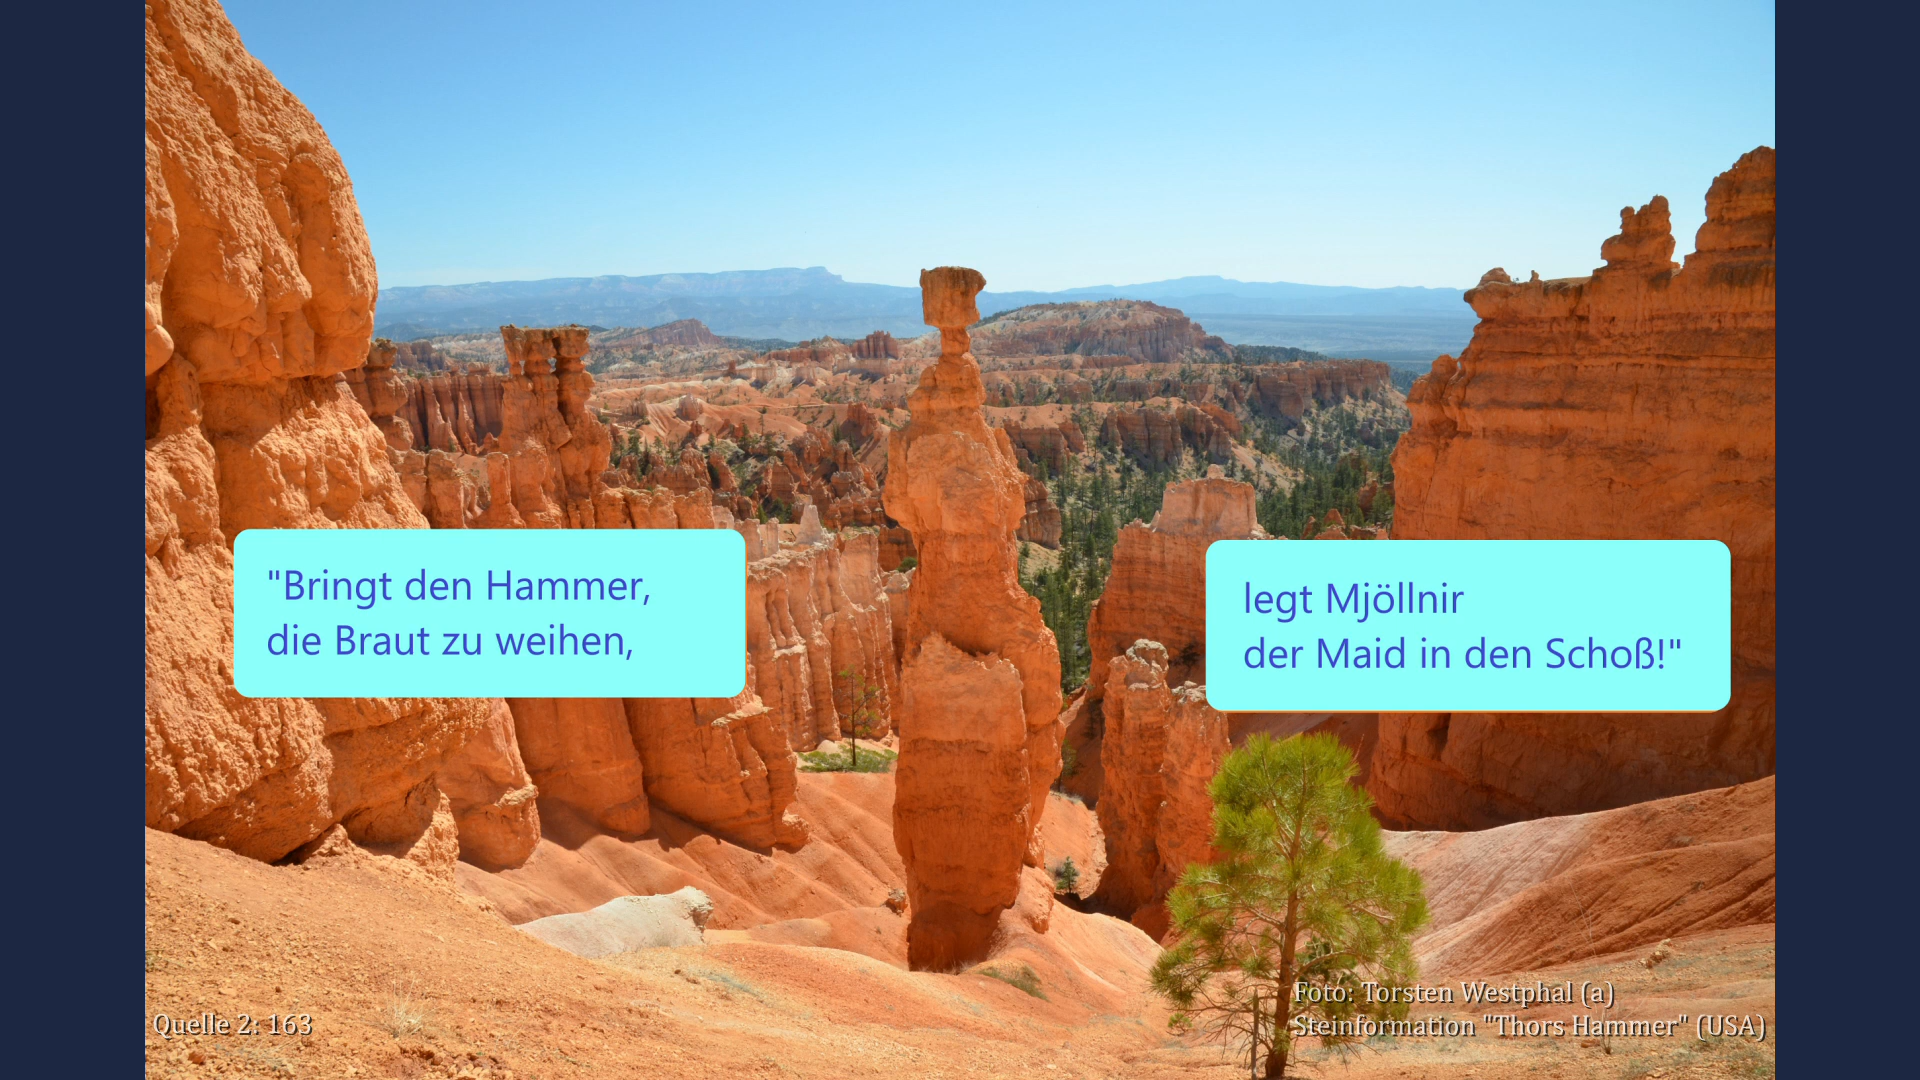 "Bringt den Hammer,
die Braut zu weihen,
legt Mjöllnir
der Maid in den Schoß!"
Quelle 2: 163
Foto: Torsten Westphal (a)
Steinformation "Thors Hammer" (USA)